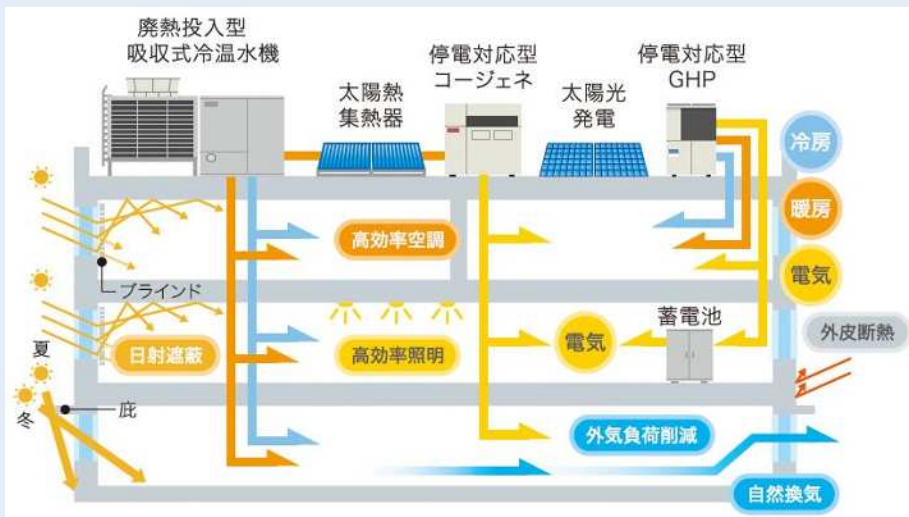 廃熱投入型
吸収式冷温水機
太陽熱
集熱器
停電対応型
コージェネ
太陽光
発電
停電対応型
GHP
冷房
暖房
電気
高効率空調
ブラインド
日射遮蔽
高効率照明
電気
蓄電池
外皮断熱
夏
冬
庇
外気負荷削減
自然換気